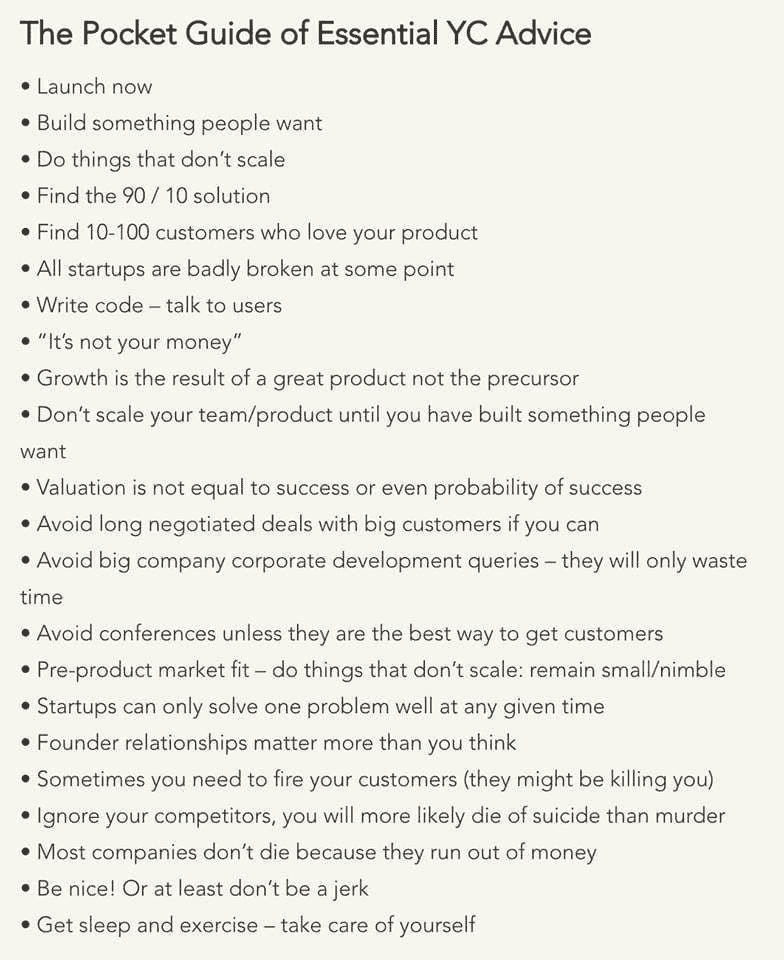 The Pocket Guide of Essential YC Advice
• Launch now
• Build something people want
• Do things that don’t scale
• Find the 90 / 10 solution
• Find 10-100 customers who love your product
• All startups are badly broken at some point
• Write code – talk to users
• “It’s not your money”
• Growth is the result of a great product not the precursor
• Don’t scale your team/product until you have built something people
want
• Valuation is not equal to success or even probability of success
• Avoid long negotiated deals with big customers if you can
• Avoid big company corporate development queries – they will only waste
time
• Avoid conferences unless they are the best way to get customers
• Pre-product market fit – do things that don’t scale: remain small/nimble
• Startups can only solve one problem well at any given time
• Founder relationships matter more than you think
• Sometimes you need to fire your customers (they might be killing you)
• Ignore your competitors, you will more likely die of suicide than murder
• Most companies don’t die because they run out of money
• Be nice! Or at least don’t be a jerk
• Get sleep and exercise – take care of yourself